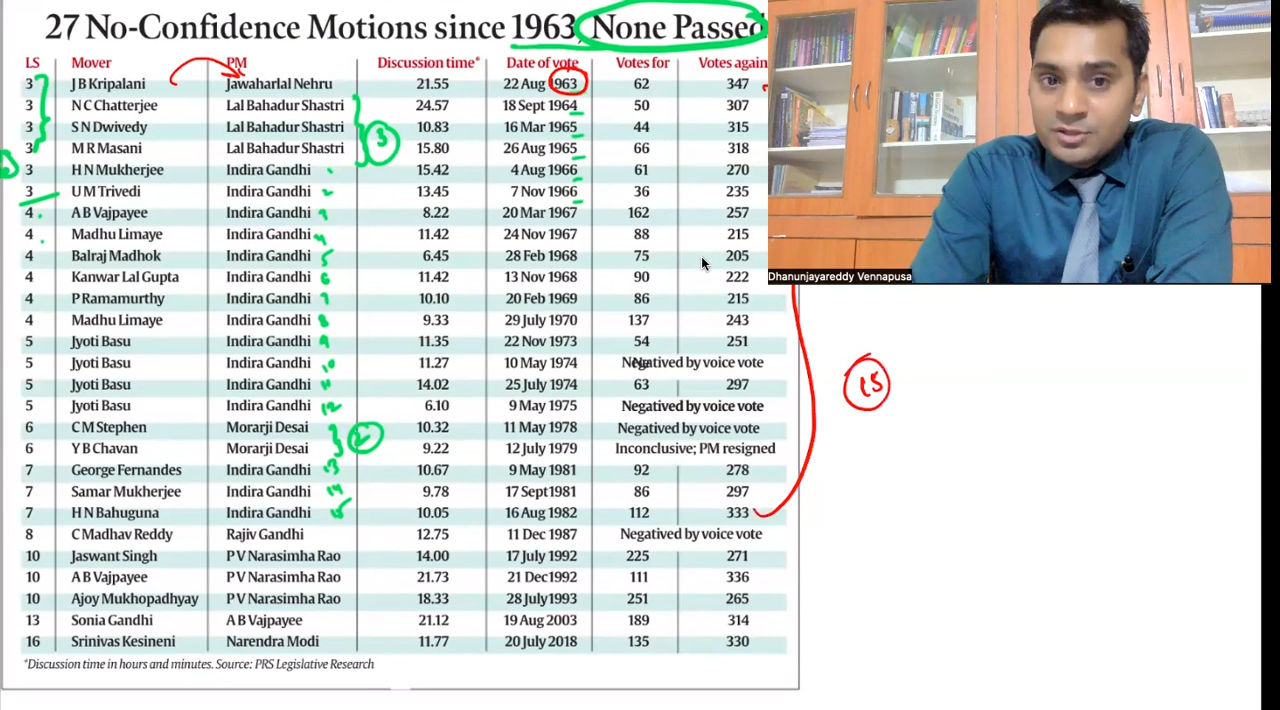 27 No-Confidence Motions since 1963, None Passed
LS Mover PM Discussion time* Date of vote Votes for Votes again
3 J B Kripalani Jawaharlal Nehru 21.55 22 Aug 1963 62 347
3 N C Chatterjee Lal Bahadur Shastri 24.57 18 Sept 1964 50 307
3 S N Dwivedy Lal Bahadur Shastri 10.83 16 Mar 1965 44 315
3 M R Masani Lal Bahadur Shastri 15.80 26 Aug 1965 66 318
3
3 H N Mukherjee Indira Gandhi 15.42 4 Aug 1966 61 270
3 U M Trivedi Indira Gandhi 2 13.45 7 Nov 1966 36 235
4 A B Vajpayee Indira Gandhi 8.22 20 Mar 1967 162 257
4 Madhu Limaye Indira Gandhi 4 11.42 24 Nov 1967 88 215
4 Balraj Madhok Indira Gandhi 5 6.45 28 Feb 1968 75 205
4 Kanwar Lal Gupta Indira Gandhi 6 11.42 13 Nov 1968 90 222
4 P Ramamurthy Indira Gandhi 7 10.10 20 Feb 1969 86 215
4 Madhu Limaye Indira Gandhi 8 9.33 29 July 1970 137 243
5 Jyoti Basu Indira Gandhi 9 11.35 22 Nov 1973 54 251
5 Jyoti Basu Indira Gandhi 10 11.27 10 May 1974 Negatived by voice vote
5 Jyoti Basu Indira Gandhi 11 14.02 25 July 1974 63 297
15
5 Jyoti Basu Indira Gandhi 12 6.10 9 May 1975 Negatived by voice vote
6 C M Stephen Morarji Desai 10.32 11 May 1978 Negatived by voice vote
2
6 Y B Chavan Morarji Desai 9.22 12 July 1979 Inconclusive; PM resigned
7 George Fernandes Indira Gandhi 13 10.67 9 May 1981 92 278
7 Samar Mukherjee Indira Gandhi 14 9.78 17 Sept1981 86 297
7 H N Bahuguna Indira Gandhi 15 10.05 16 Aug 1982 112 333
8 C Madhav Reddy Rajiv Gandhi 12.75 11 Dec 1987 Negatived by voice vote
10 Jaswant Singh P V Narasimha Rao 14.00 17 July 1992 225 271
10 A B Vajpayee P V Narasimha Rao 21.73 21 Dec1992 111 336
10 Ajoy Mukhopadhyay P V Narasimha Rao 18.33 28 July1993 251 265
13 Sonia Gandhi A B Vajpayee 21.12 19 Aug 2003 189 314
16 Srinivas Kesineni Narendra Modi 11.77 20 July 2018 135 330
*Discussion time in hours and minutes. Source: PRS Legislative Research
Dhanunjayareddy Vennapusa